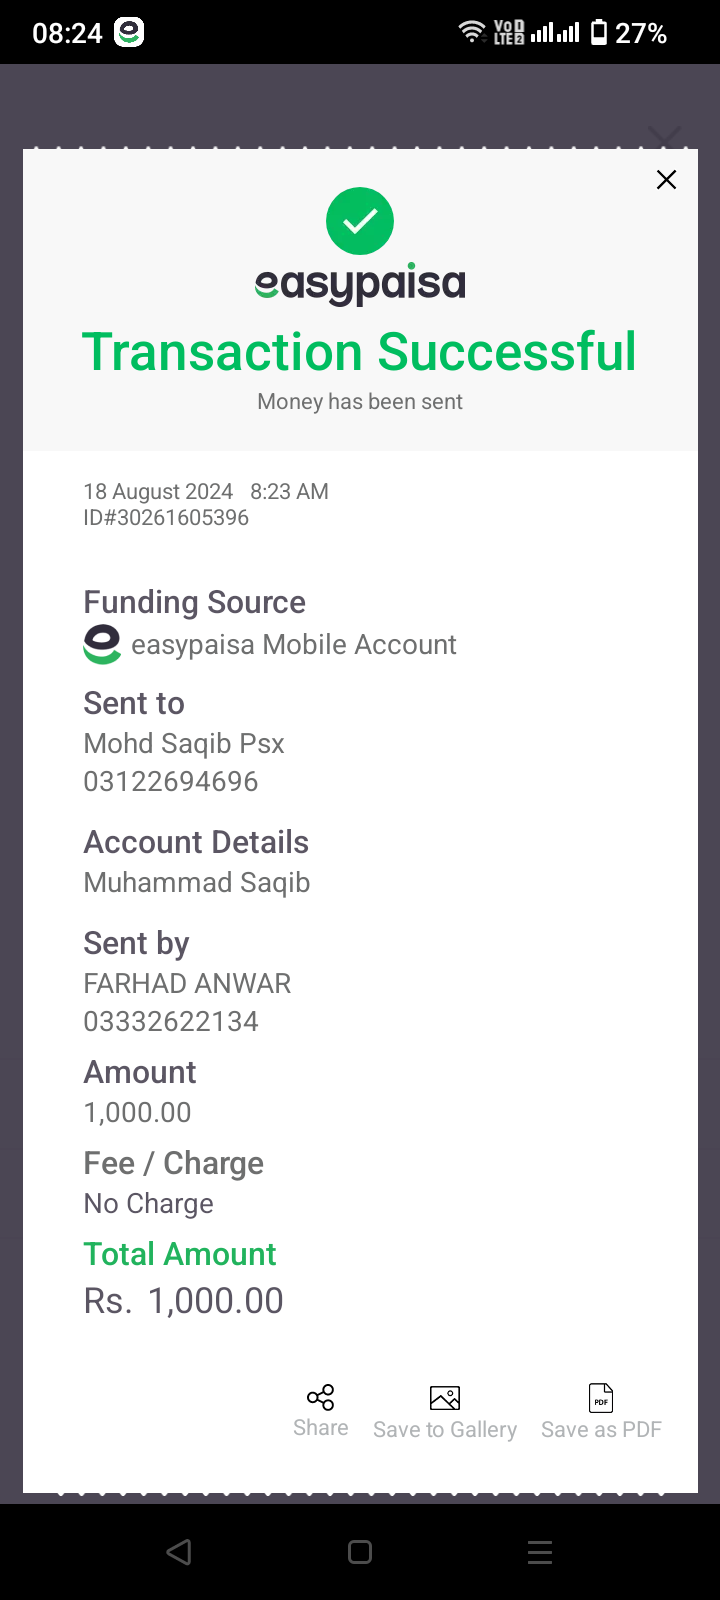 08:24
VoD
LTE2
27%
easypaisa
Transaction Successful
Money has been sent
18 August 2024 8:23 AM
ID#30261605396
Funding Source
easypaisa Mobile Account
Sent to
Mohd Saqib Psx
03122694696
Account Details
Muhammad Saqib
Sent by
FARHAD ANWAR
03332622134
Amount
1,000.00
Fee / Charge
No Charge
Total Amount
Rs. 1,000.00
PDF
Share
Save to Gallery
Save as PDF